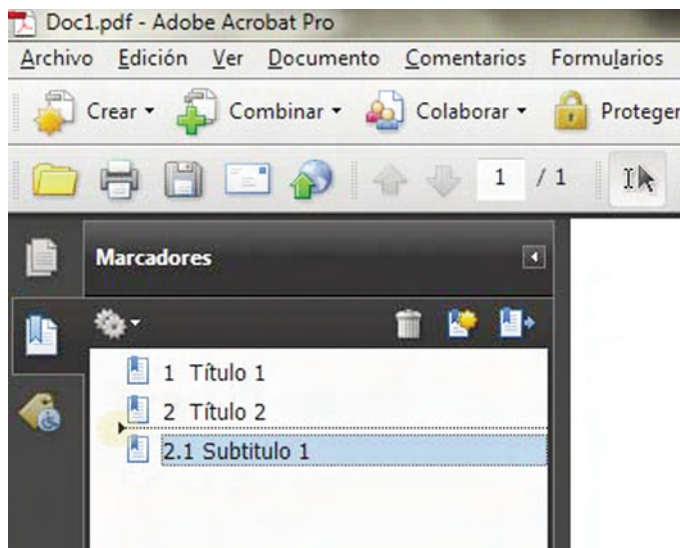 Doc1.pdf - Adobe Acrobat Pro
Archivo Edición Ver Documento Comentarios Formularios
Crear Combinar Colaborar Proteger
1 / 1
Marcadores
1 Título 1
2 Título 2
2.1 Subtitulo 1